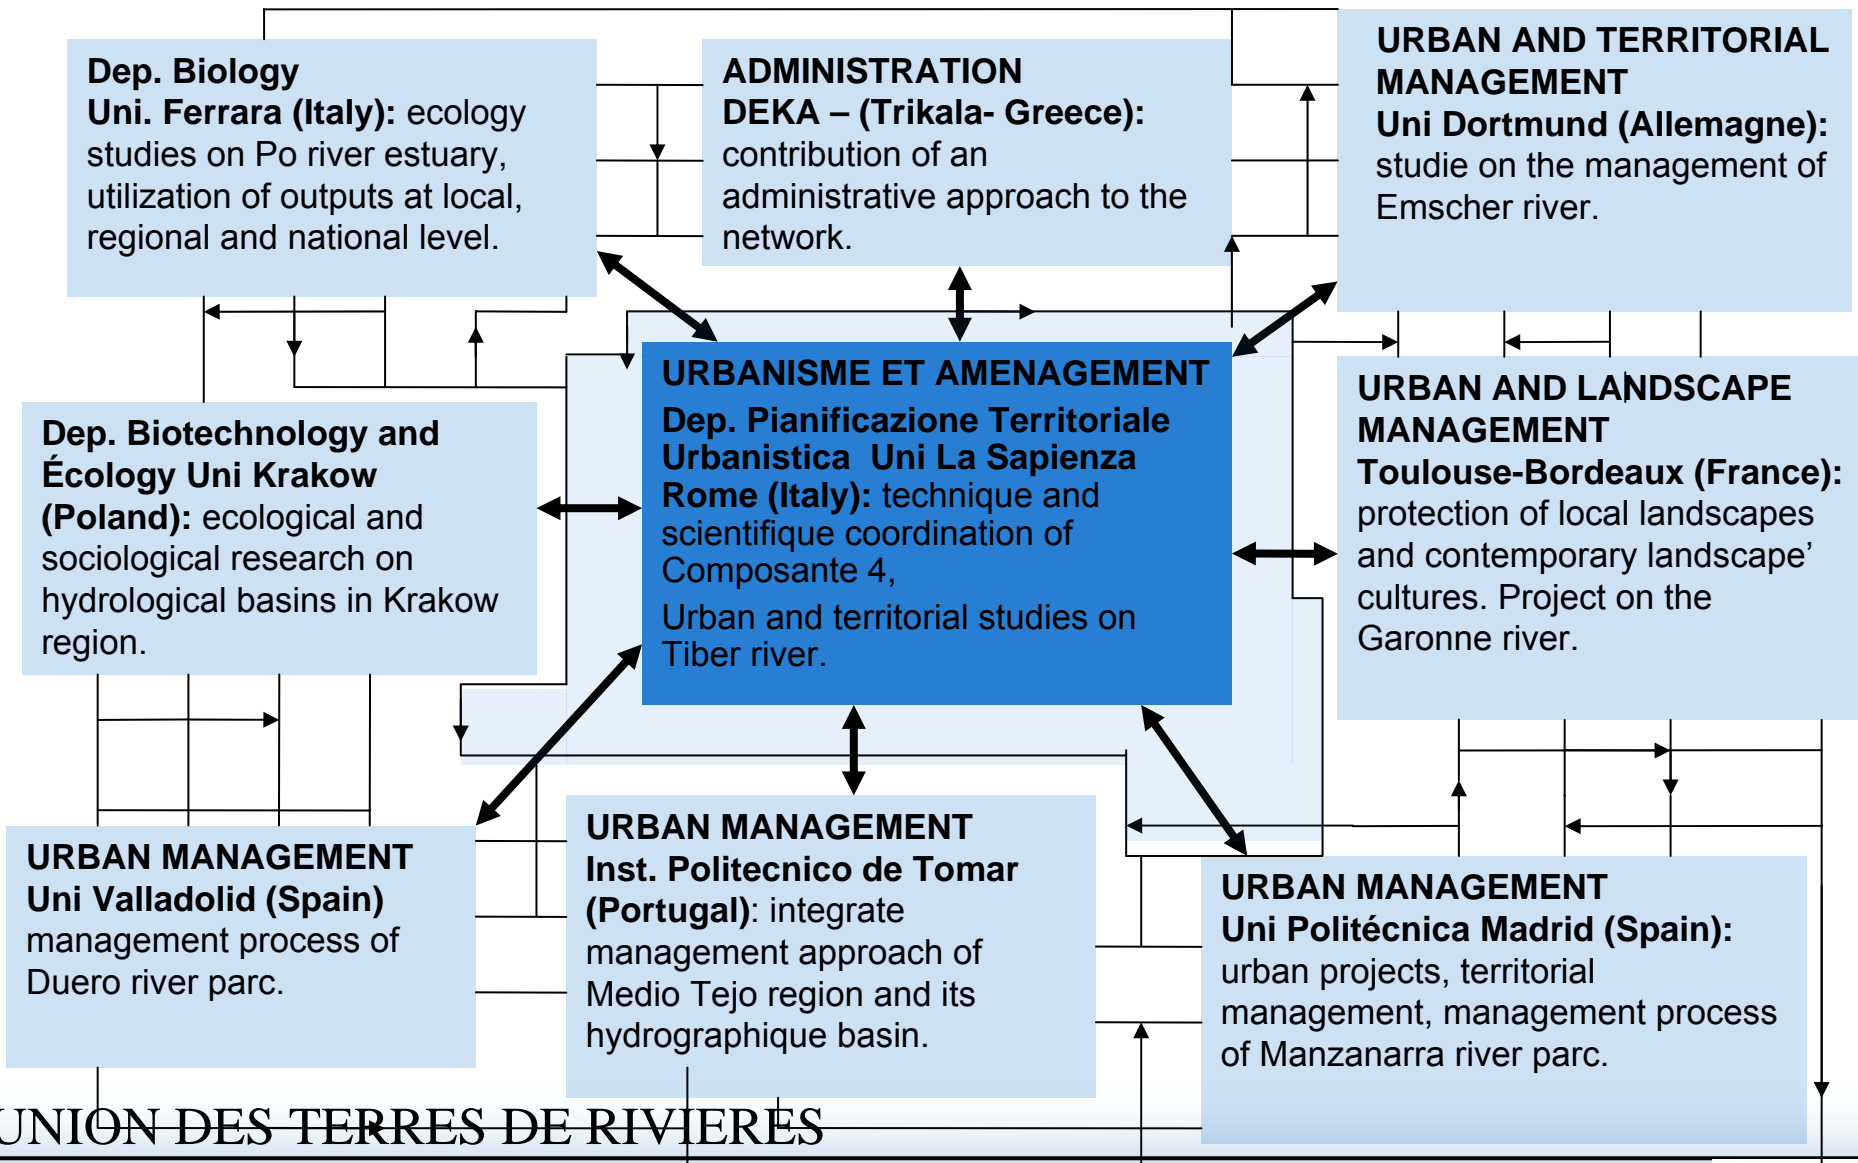 Dep. Biology
Uni. Ferrara (Italy): ecology
studies on Po river estuary,
utilization of outputs at local,
regional and national level.
ADMINISTRATION
DEKA – (Trikala- Greece):
contribution of an
administrative approach to the
network.
URBAN AND TERRITORIAL
MANAGEMENT
Uni Dortmund (Allemagne):
studie on the management of
Emscher river.
Dep. Biotechnology and
Écology Uni Krakow
(Poland): ecological and
sociological research on
hydrological basins in Krakow
region.
URBANISME ET AMENAGEMENT
Dep. Pianificazione Territoriale
Urbanistica Uni La Sapienza
Rome (Italy): technique and
scientifique coordination of
Composante 4,
Urban and territorial studies on
Tiber river.
URBAN AND LANDSCAPE
MANAGEMENT
Toulouse-Bordeaux (France):
protection of local landscapes
and contemporary landscape’
cultures. Project on the
Garonne river.
URBAN MANAGEMENT
Uni Valladolid (Spain)
management process of
Duero river parc.
URBAN MANAGEMENT
Inst. Politecnico de Tomar
(Portugal): integrate
management approach of
Medio Tejo region and its
hydrographique basin.
URBAN MANAGEMENT
Uni Politécnica Madrid (Spain):
urban projects, territorial
management, management process
of Manzanarra river parc.
UNION DES TERRES DE RIVIERES